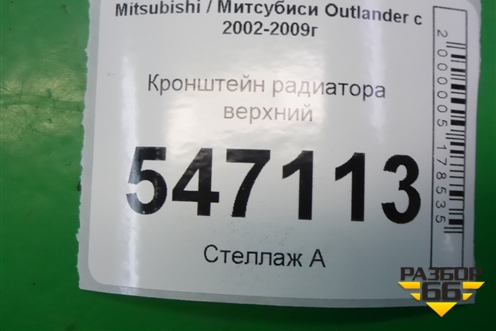 Mitsubishi / Митсубиси Outlander с
2002-2009г
Кронштейн радиатора
верхний
547113
Стеллаж А
2000005178535
РАЗБОР
66